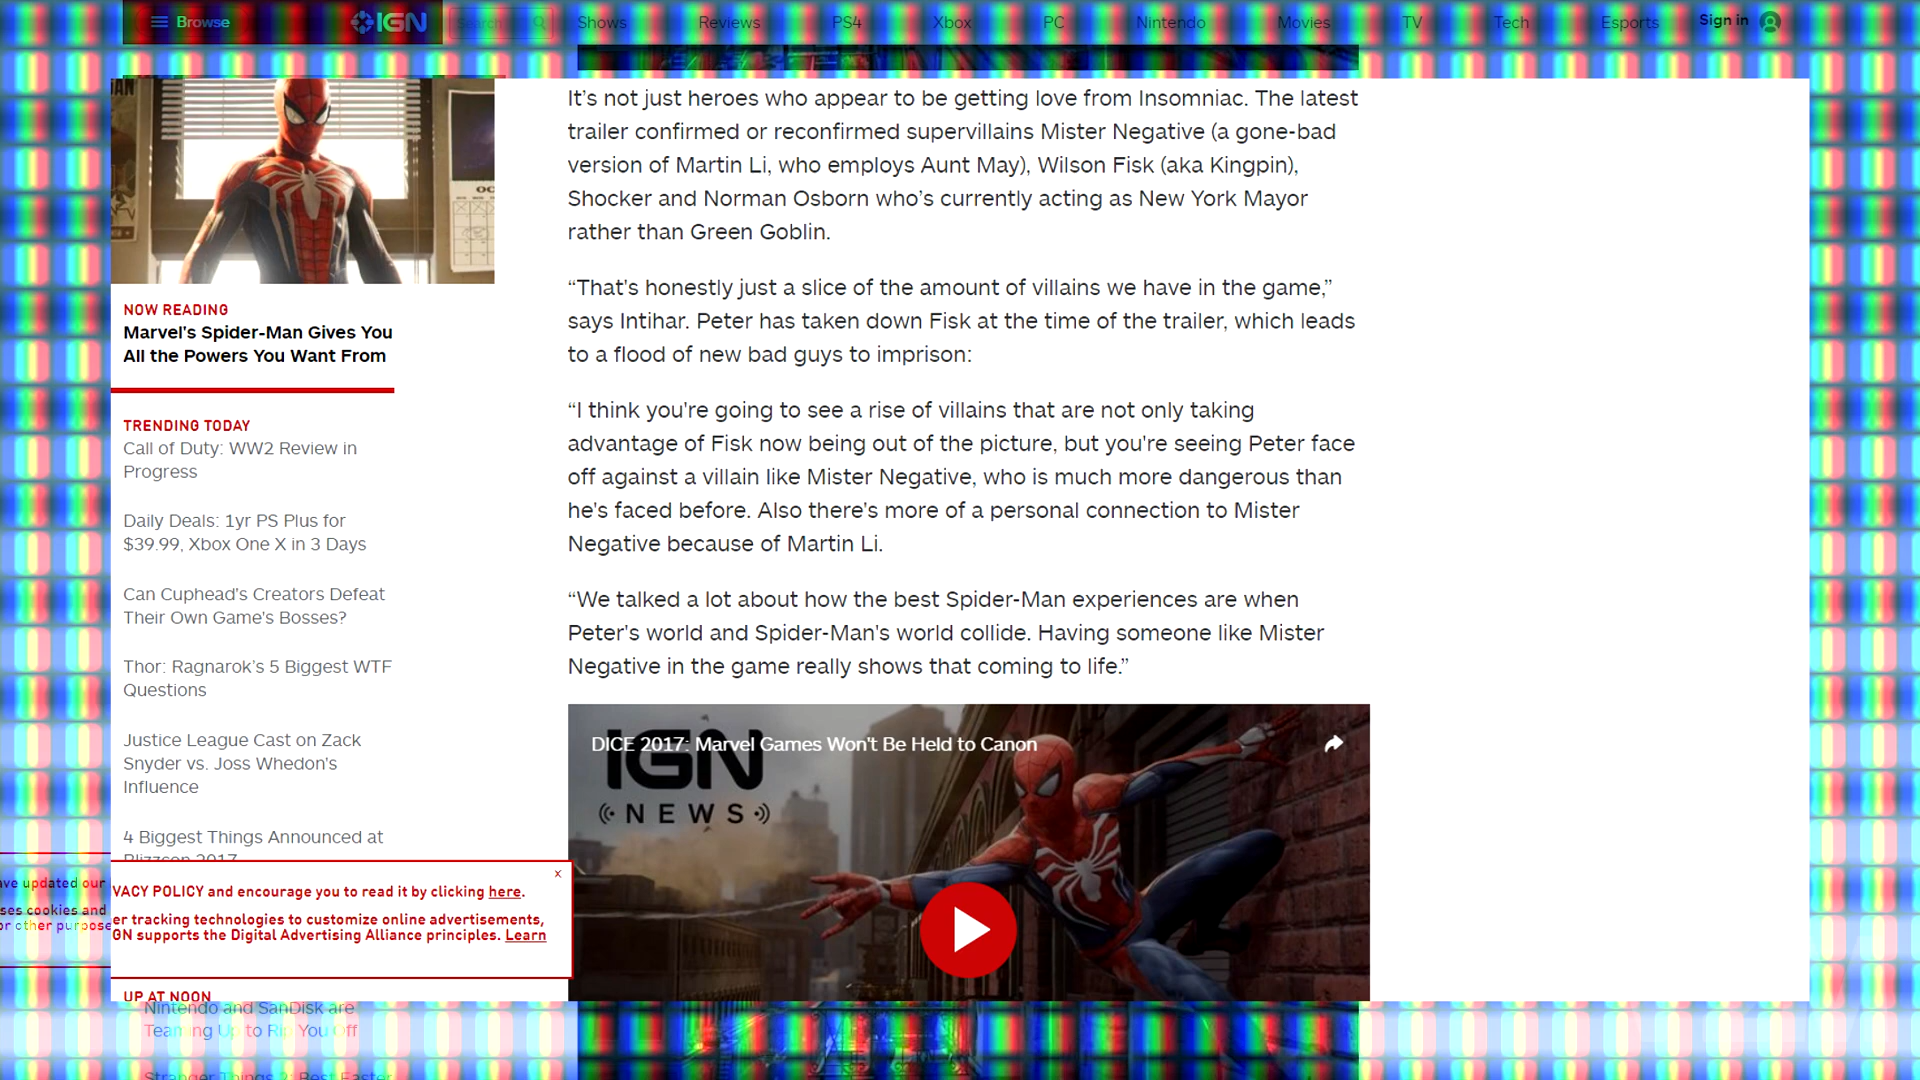 Browse
IGN
Search
Shows
Reviews
PS4
Xbox
PC
Nintendo
Movies
TV
Tech
Esports
Sign in
NOW READING
Marvel's Spider-Man Gives You
All the Powers You Want From
TRENDING TODAY
Call of Duty: WW2 Review in
Progress
Daily Deals: 1yr PS Plus for
$39.99, Xbox One X in 3 Days
Can Cuphead's Creators Defeat
Their Own Game's Bosses?
Thor: Ragnarok's 5 Biggest WTF
Questions
Justice League Cast on Zack
Snyder vs. Joss Whedon's
Influence
4 Biggest Things Announced at
Blizzcon 2017
x
ave updated our
VACY POLICY and encourage you to read it by clicking here.
ses cookies and
er tracking technologies to customize online advertisements,
or other purpose
GN supports the Digital Advertising Alliance principles. Learn
UP AT NOON
Nintendo and SanDisk are
Teaming Up to Rip You Off
Stranger Things 2: Best Easter
It's not just heroes who appear to be getting love from Insomniac. The latest
trailer confirmed or reconfirmed supervillains Mister Negative (a gone-bad
version of Martin Li, who employs Aunt May), Wilson Fisk (aka Kingpin),
Shocker and Norman Osborn who's currently acting as New York Mayor
rather than Green Goblin.
“That's honestly just a slice of the amount of villains we have in the game,”
says Intihar. Peter has taken down Fisk at the time of the trailer, which leads
to a flood of new bad guys to imprison:
“I think you're going to see a rise of villains that are not only taking
advantage of Fisk now being out of the picture, but you're seeing Peter face
off against a villain like Mister Negative, who is much more dangerous than
he's faced before. Also there's more of a personal connection to Mister
Negative because of Martin Li.
“We talked a lot about how the best Spider-Man experiences are when
Peter's world and Spider-Man's world collide. Having someone like Mister
Negative in the game really shows that coming to life.”
DICE 2017: Marvel Games Won't Be Held to Canon
IGN
NEWS